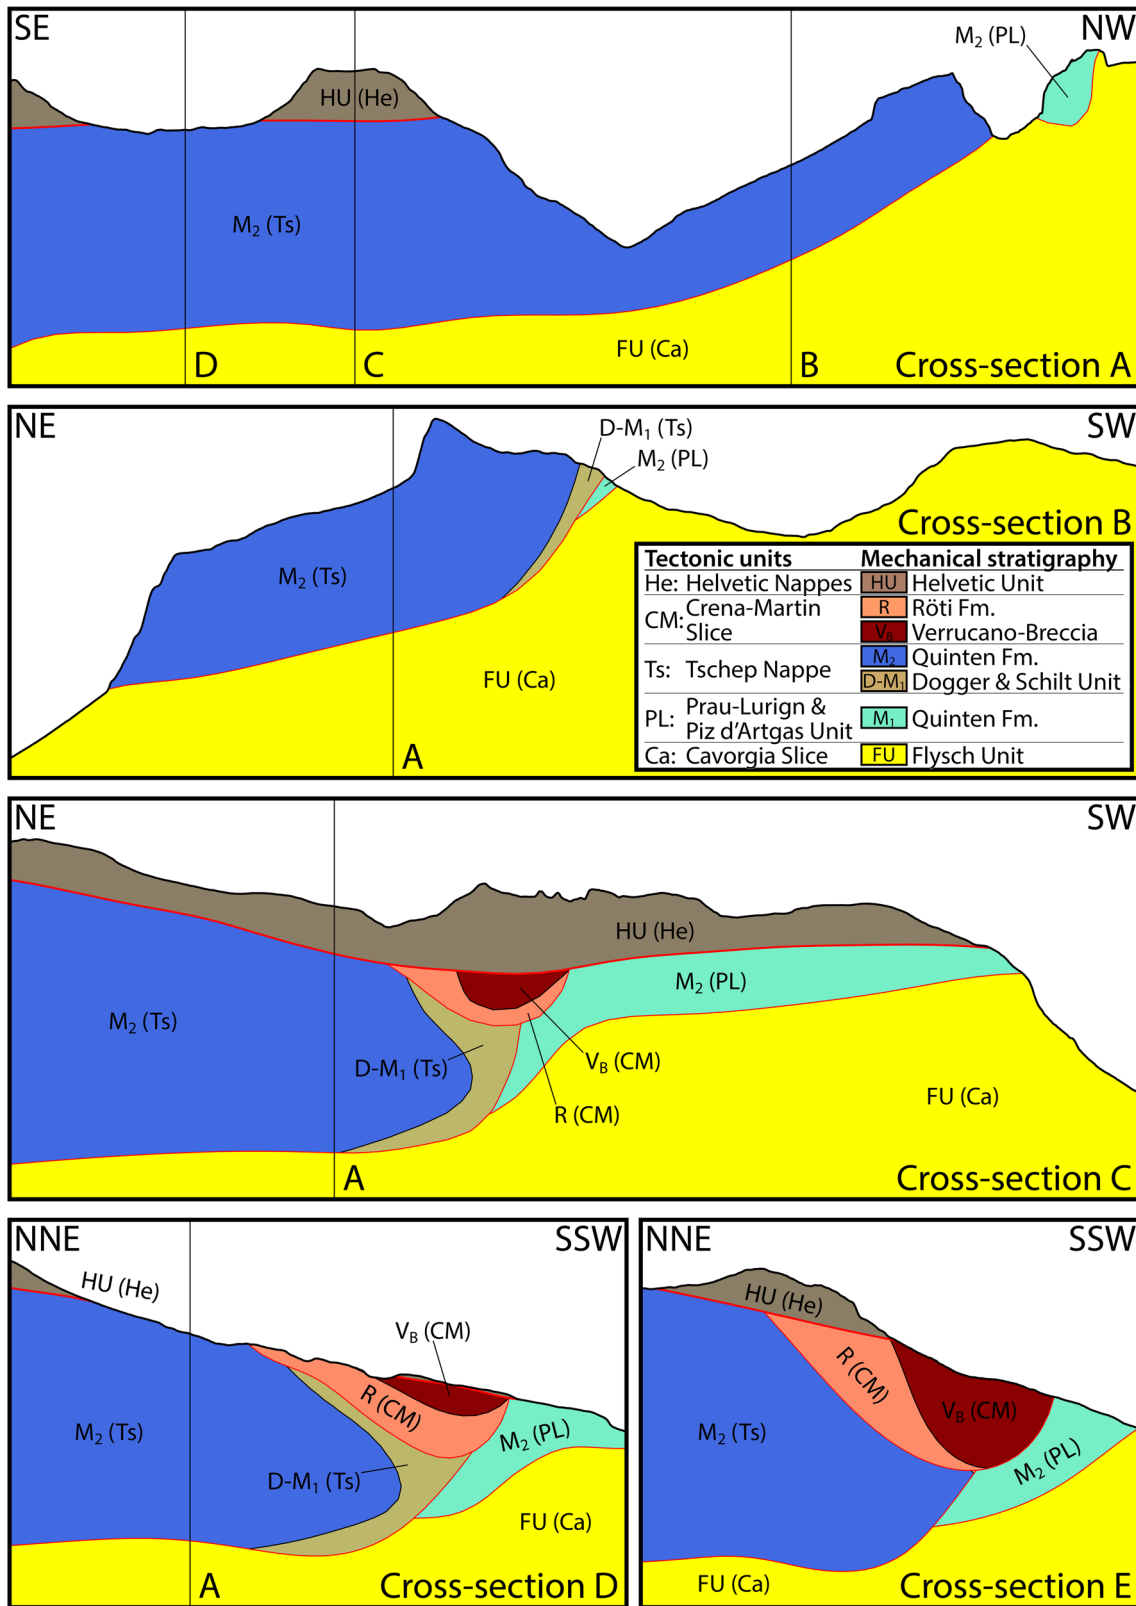 SE
NW
M₂ (PL)
HU (He)
M₂ (Ts)
FU (Ca)
D
C
B
Cross-section A
NE
SW
D-M₁ (Ts)
M₂ (PL)
M₂ (Ts)
FU (Ca)
A
Cross-section B
Tectonic units Mechanical stratigraphy
He: Helvetic Nappes HU Helvetic Unit
CM: Crena-Martin Slice
R Röti Fm.
V_B Verrucano-Breccia
Ts: Tschep Nappe
M₂ Quinten Fm.
D-M₁ Dogger & Schilt Unit
PL: Prau-Lurign &
Piz d'Artgas Unit
M₁ Quinten Fm.
Ca: Cavorgia Slice FU Flysch Unit
NE
SW
HU (He)
M₂ (PL)
M₂ (Ts)
D-M₁ (Ts)
V_B (CM)
R (CM)
FU (Ca)
A
Cross-section C
NNE
SSW
HU (He)
V_B (CM)
R (CM)
M₂ (Ts)
M₂ (PL)
D-M₁ (Ts)
FU (Ca)
A
Cross-section D
NNE
SSW
HU (He)
R (CM)
V_B (CM)
M₂ (Ts)
M₂ (PL)
FU (Ca)
Cross-section E